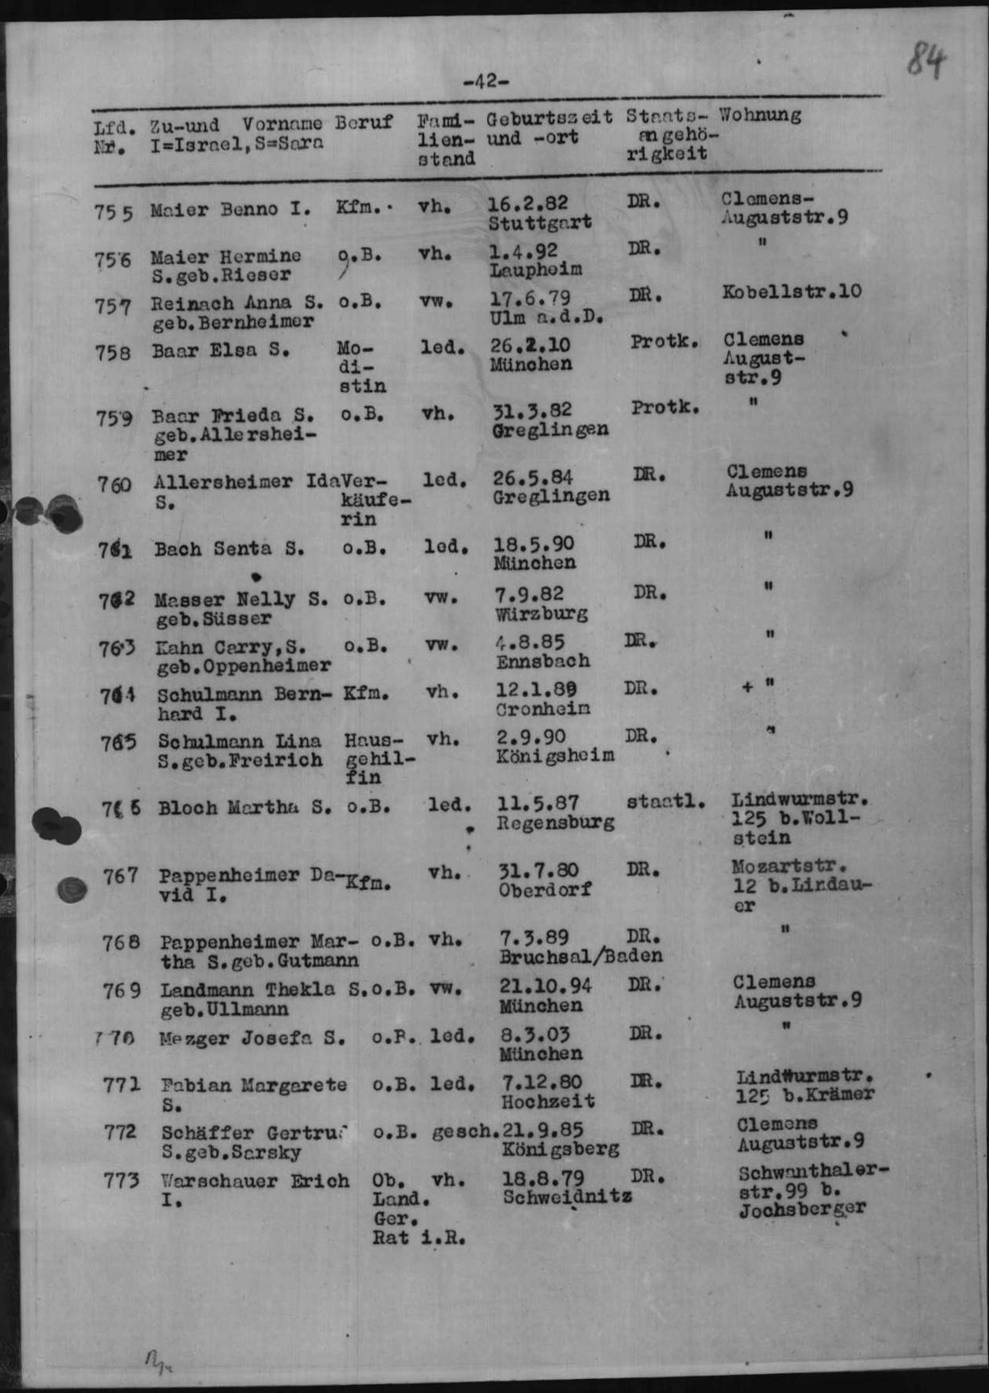 84
-42-
Lfd. Zu-und Vorname Beruf Fami- Geburtszeit Staats- Wohnung
Nr. I=Israel,S=Sara lien- und -ort angehö-
stand rigkeit
755 Maier Benno I. Kfm. vh. 16.2.82 DR. Clemens-
Stuttgart Auguststr.9
756 Maier Hermine o.B. vh. 1.4.92 DR. "
S.geb.Rieser Laupheim
757 Reinach Anna S. o.B. vw. 17.6.79 DR. Kobellstr.10
geb.Bernheimer Ulm a.d.D.
758 Baar Elsa S. Mo- led. 26.2.10 Protk. Clemens
di- München August-
stin str.9
759 Baar Frieda S. o.B. vh. 31.3.82 Protk. "
geb.Allershei- Greglingen
mer
760 Allersheimer Ida Ver- led. 26.5.84 DR. Clemens
S. käufe- Greglingen Auguststr.9
rin
761 Bach Senta S. o.B. led. 18.5.90 DR. "
München
762 Masser Nelly S. o.B. vw. 7.9.82 DR. "
geb.Süsser Würzburg
763 Kahn Carry,S. o.B. vw. 4.8.85 DR. "
geb.Oppenheimer Ennsbach
764 Schulmann Bern- Kfm. vh. 12.1.89 DR. + "
hard I. Cronheim
765 Schulmann Lina Haus- vh. 2.9.90 DR. "
S.geb.Freirich gehil- Königsheim
fin
766 Bloch Martha S. o.B. led. 11.5.87 staatl. Lindwurmstr.
Regensburg 125 b.Woll-
stein
767 Pappenheimer Da- Kfm. vh. 31.7.80 DR. Mozartstr.
vid I. Oberdorf 12 b.Lindau-
er
768 Pappenheimer Mar- o.B. vh. 7.3.89 DR. "
tha S.geb.Gutmann Bruchsal/Baden
769 Landmann Thekla S.o.B. vw. 21.10.94 DR. Clemens
geb.Ullmann München Auguststr.9
770 Mezger Josefa S. o.B. led. 8.3.03 DR. "
München
771 Fabian Margarete o.B. led. 7.12.80 DR. Lindwurmstr.
S. Hochzeit 125 b.Krämer
772 Schäffer Gertrud o.B. gesch. 21.9.85 DR. Clemens
S.geb.Sarsky Königsberg Auguststr.9
773 Warschauer Erich Ob. vh. 18.8.79 DR. Schwanthaler-
I. Land. Schweidnitz str.99 b.
Ger. Jochsberger
Rat i.R.